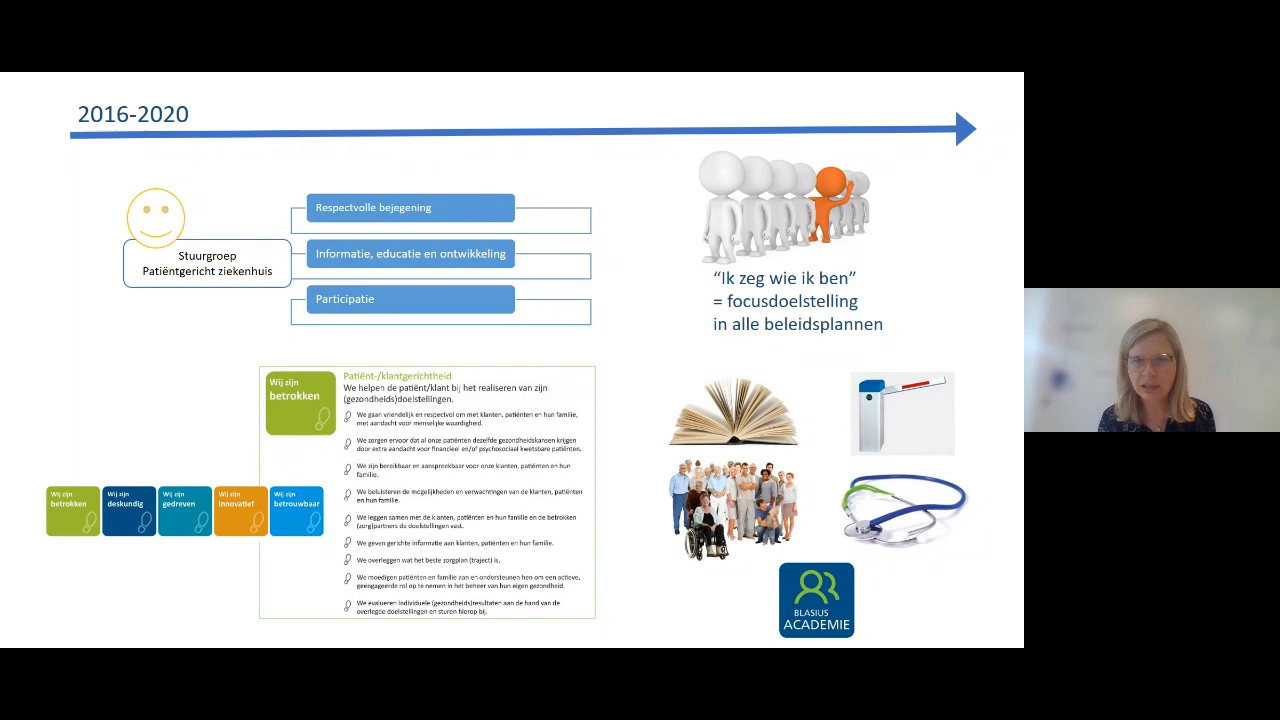 2016-2020
Stuurgroep
Patiëntgericht ziekenhuis
Respectvolle bejegening
Informatie, educatie en ontwikkeling
Participatie
“Ik zeg wie ik ben”
= focusdoelstelling
in alle beleidsplannen
Wij zijn
betrokken
Patiënt-/klantgerichtheid
We helpen de patiënt/klant bij het realiseren van zijn
(gezondheids)doelstellingen.
We gaan vriendelijk en respectvol om met klanten, patiënten en hun familie,
met aandacht voor menselijke waardigheid.
We zorgen ervoor dat al onze patiënten dezelfde gezondheidskansen krijgen
door extra aandacht voor financieel en/of psychosociaal kwetsbare patiënten.
We zijn bereikbaar en aanspreekbaar voor onze klanten, patiënten en hun
familie.
We beluisteren de mogelijkheden en verwachtingen van de klanten, patiënten
en hun familie.
We leggen samen met de klanten, patiënten en hun familie en de betrokken
(zorg)partners de doelstellingen vast.
We geven gerichte informatie aan klanten, patiënten en hun familie.
We overleggen wat het beste zorgplan (traject) is.
We moedigen patiënten en familie aan en ondersteunen hen om een actieve,
geëngageerde rol op te nemen in het beheer van hun eigen gezondheid.
We evalueren individuele (gezondheids)resultaten aan de hand van de
overlegde doelstellingen en sturen hierop bij.
Wij zijn
betrokken
Wij zijn
deskundig
Wij zijn
gedreven
Wij zijn
innovatief
Wij zijn
betrouwbaar
BLASIUS
ACADEMIE